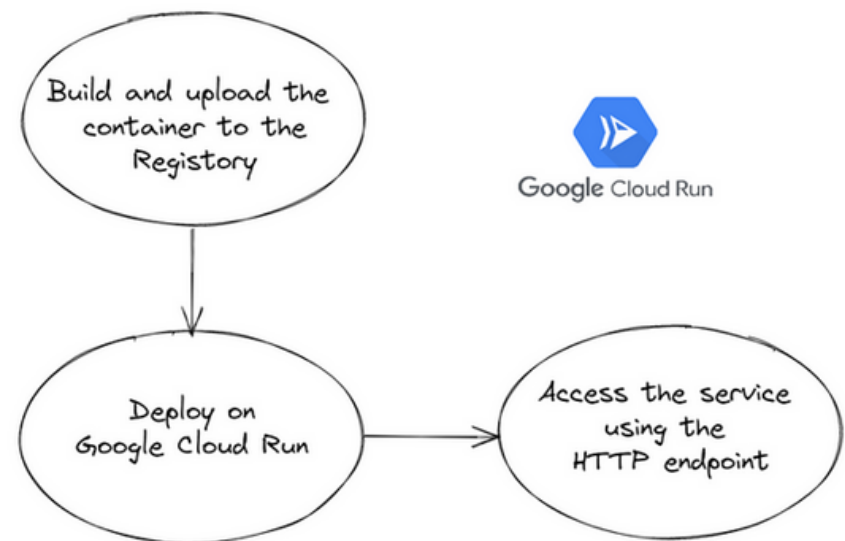 Build and upload the
container to the
Registory
Google Cloud Run
Deploy on
Google Cloud Run
Access the service
using the
HTTP endpoint